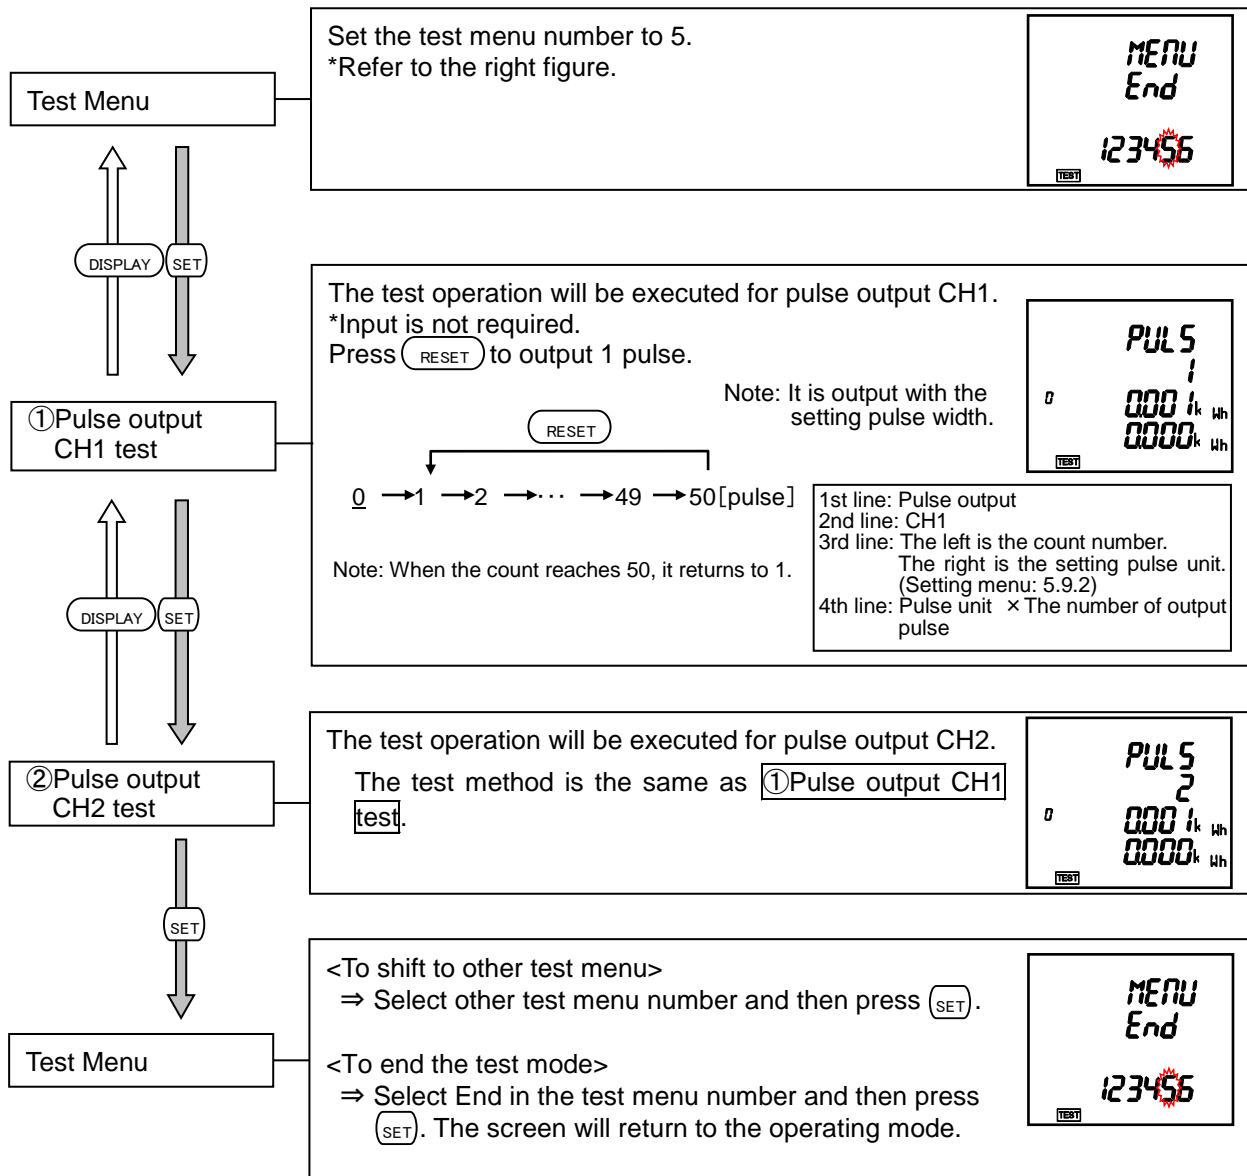 Test Menu
Set the test menu number to 5.
*Refer to the right figure.
MENU
End
123456
TEST
DISPLAY SET
①Pulse output
CH1 test
The test operation will be executed for pulse output CH1.
*Input is not required.
Press RESET to output 1 pulse.
Note: It is output with the
setting pulse width.
RESET
0 →1 →2 →··· →49 →50[pulse]
Note: When the count reaches 50, it returns to 1.
PULS
1
0 0.001k Wh
0.000k Wh
TEST
1st line: Pulse output
2nd line: CH1
3rd line: The left is the count number.
The right is the setting pulse unit.
(Setting menu: 5.9.2)
4th line: Pulse unit ×The number of output
pulse
DISPLAY SET
②Pulse output
CH2 test
The test operation will be executed for pulse output CH2.
The test method is the same as ①Pulse output CH1
test.
PULS
2
0 0.001k Wh
0.000k Wh
TEST
SET
Test Menu
<To shift to other test menu>
⇒ Select other test menu number and then press SET.
<To end the test mode>
⇒ Select End in the test menu number and then press
SET. The screen will return to the operating mode.
MENU
End
123456
TEST